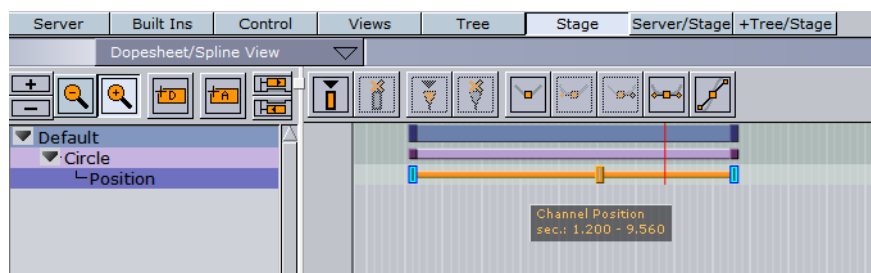 Server Built Ins Control Views Tree Stage Server/Stage +Tree/Stage
Dopesheet/Spline View
D A
Default
Circle
Position
Channel Position
sec.: 1.200 - 9.560